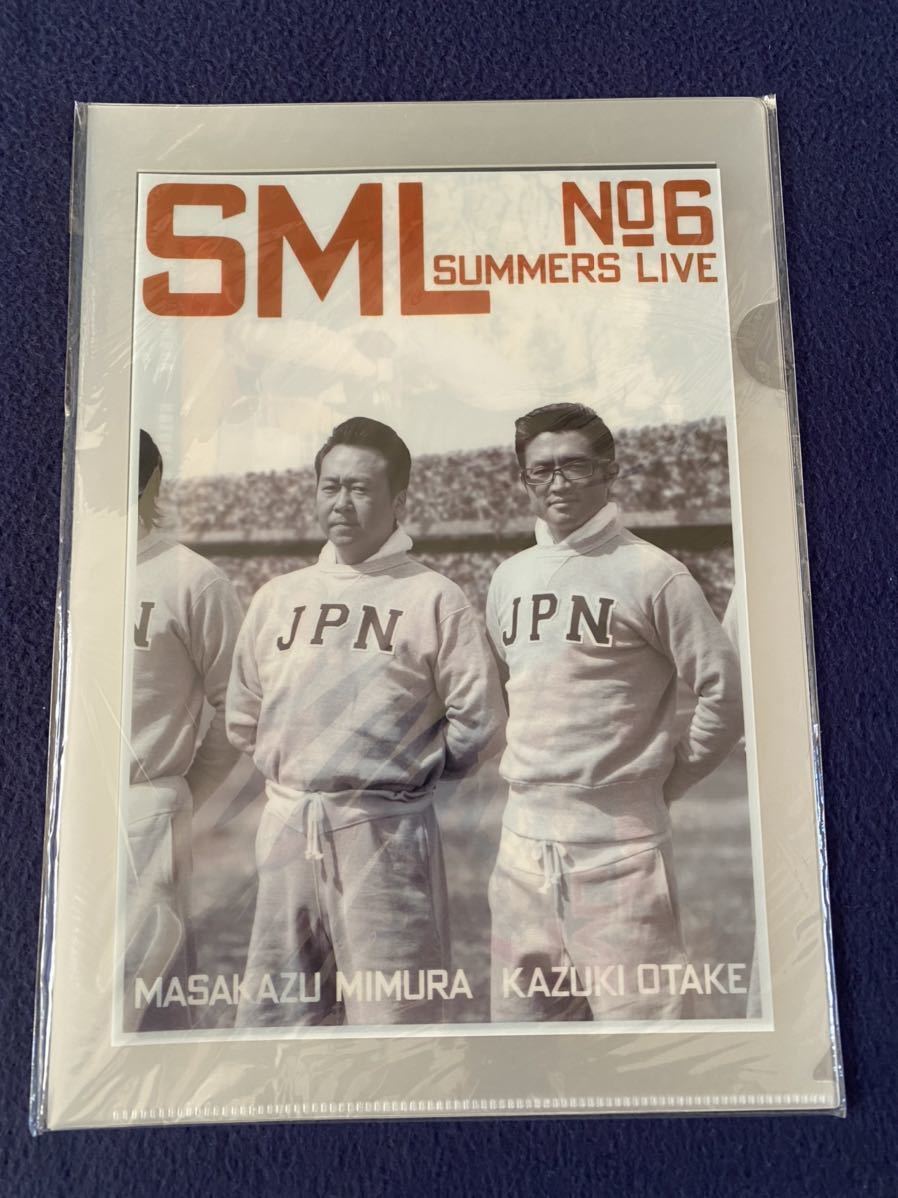 SML
No6
SUMMERS LIVE
N
JPN
JPN
MASAKAZU MIMURA
KAZUKI OTAKE